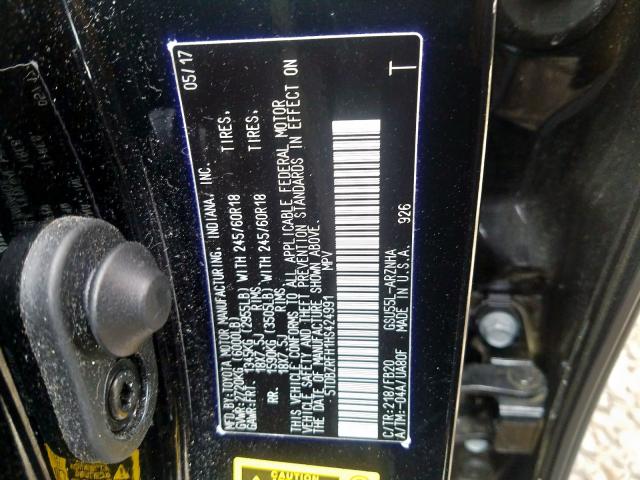 MFD.BY:TOYOTA MOTOR MANUFACTURING, INDIANA, INC. 05/17
GVWR:2720KG(6000LB)
GAWR:FRT. 1345KG(2955LB)WITH 245/60R18 TIRES,
18X7.5J RIMS
RR. 1590KG(3505LB)WITH 245/60R18 TIRES,
18X7.5J RIMS
THIS VEHICLE CONFORMS TO ALL APPLICABLE FEDERAL MOTOR
VEHICLE SAFETY AND THEFT PREVENTION STANDARDS IN EFFECT ON
THE DATE OF MANUFACTURE SHOWN ABOVE.
5TDBZRFH1HS424991 MPV
C/TR:218/FB20 GSU55L-ARZNHA
A/TM:-04A/UA80F MADE IN U.S.A. 926
T
CAUTION